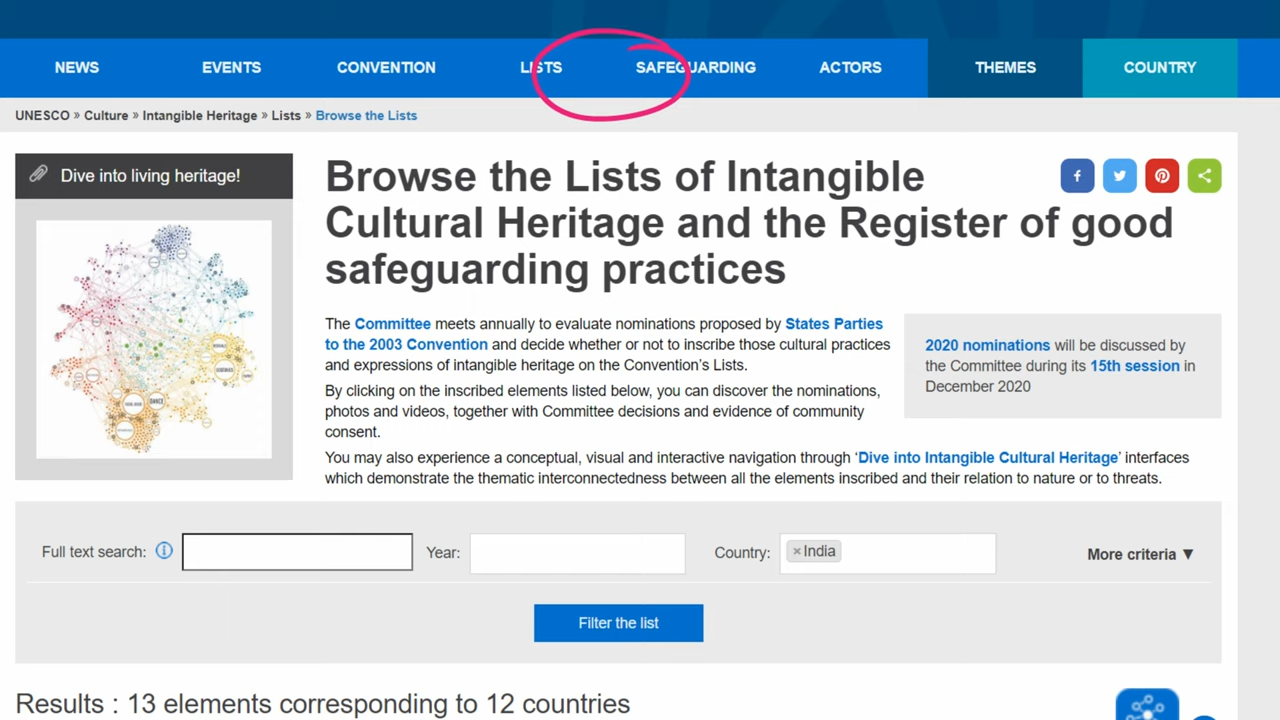 NEWS EVENTS CONVENTION LISTS SAFEGUARDING ACTORS THEMES COUNTRY
UNESCO » Culture » Intangible Heritage » Lists » Browse the Lists
Dive into living heritage!
Browse the Lists of Intangible
Cultural Heritage and the Register of good
safeguarding practices
The Committee meets annually to evaluate nominations proposed by States Parties
to the 2003 Convention and decide whether or not to inscribe those cultural practices
and expressions of intangible heritage on the Convention's Lists.
By clicking on the inscribed elements listed below, you can discover the nominations,
photos and videos, together with Committee decisions and evidence of community
consent.
2020 nominations will be discussed by
the Committee during its 15th session in
December 2020
You may also experience a conceptual, visual and interactive navigation through ‘Dive into Intangible Cultural Heritage’ interfaces
which demonstrate the thematic interconnectedness between all the elements inscribed and their relation to nature or to threats.
Full text search: Year: Country: ×India More criteria ▼
Filter the list
Results : 13 elements corresponding to 12 countries